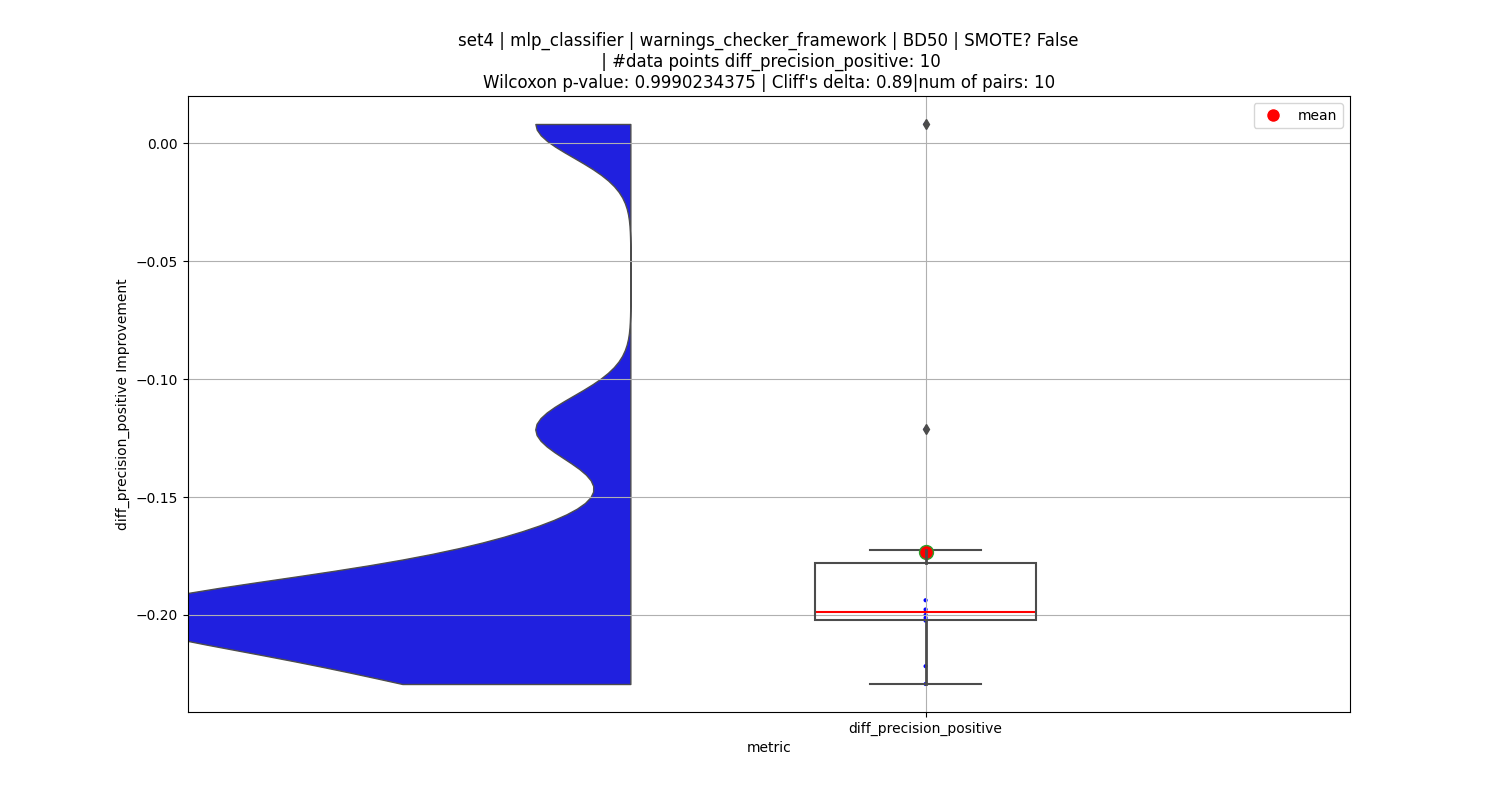 set4 | mlp_classifier | warnings_checker_framework | BD50 | SMOTE? False
| #data points diff_precision_positive: 10
Wilcoxon p-value: 0.9990234375 | Cliff's delta: 0.89|num of pairs: 10
mean
0.00
−0.05
−0.10
−0.15
−0.20
diff_precision_positive Improvement
diff_precision_positive
metric